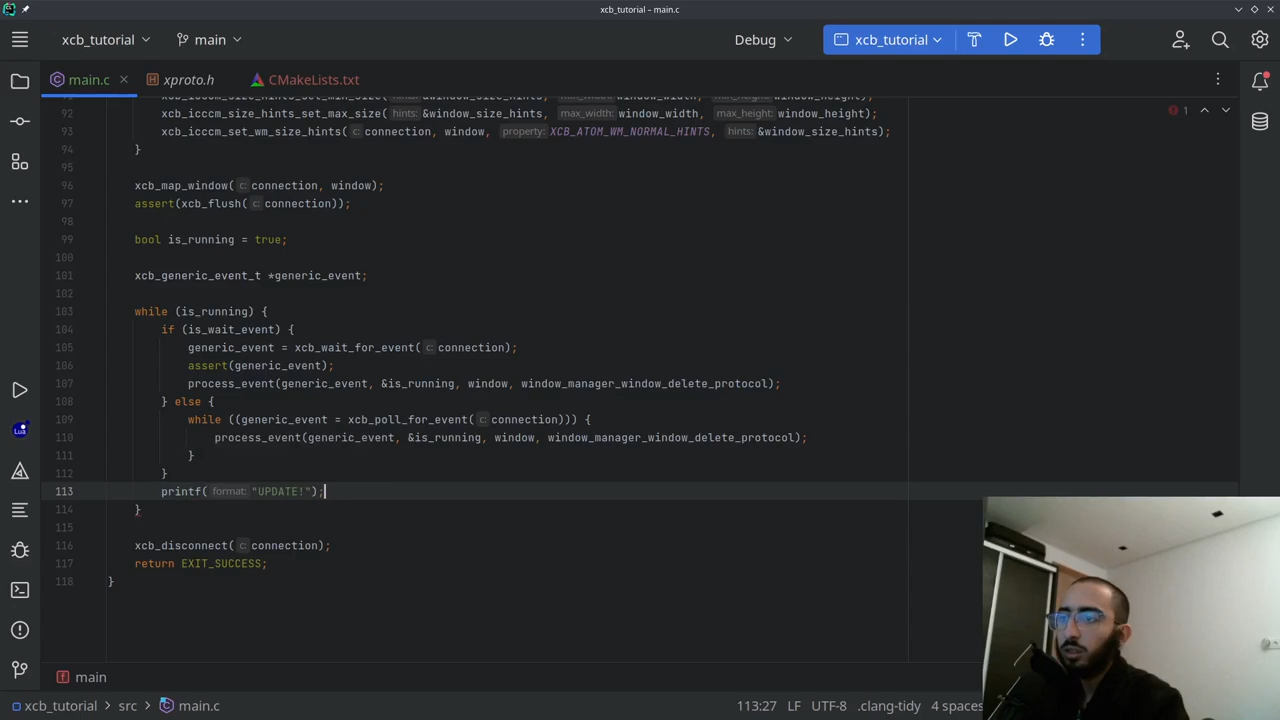 xcb_tutorial – main.c
xcb_tutorial
main
Debug
xcb_tutorial
main.c
xproto.h
CMakeLists.txt
92 xcb_icccm_size_hints_set_max_size( hints: &window_size_hints, max_width: window_width, max_height: window_height);
1
93 xcb_icccm_set_wm_size_hints( c: connection, window, property: XCB_ATOM_WM_NORMAL_HINTS, hints: &window_size_hints);
94 }
95
96 xcb_map_window( c: connection, window);
97 assert(xcb_flush( c: connection));
98
99 bool is_running = true;
100
101 xcb_generic_event_t *generic_event;
102
103 while (is_running) {
104 if (is_wait_event) {
105 generic_event = xcb_wait_for_event( c: connection);
106 assert(generic_event);
107 process_event(generic_event, &is_running, window, window_manager_window_delete_protocol);
108 } else {
109 while ((generic_event = xcb_poll_for_event( c: connection))) {
110 process_event(generic_event, &is_running, window, window_manager_window_delete_protocol);
111 }
112 }
113 printf( format: "UPDATE!");
114 }
115
116 xcb_disconnect( c: connection);
117 return EXIT_SUCCESS;
118 }
Lua
f main
xcb_tutorial
src
main.c
113:27
LF
UTF-8
.clang-tidy
4 spaces